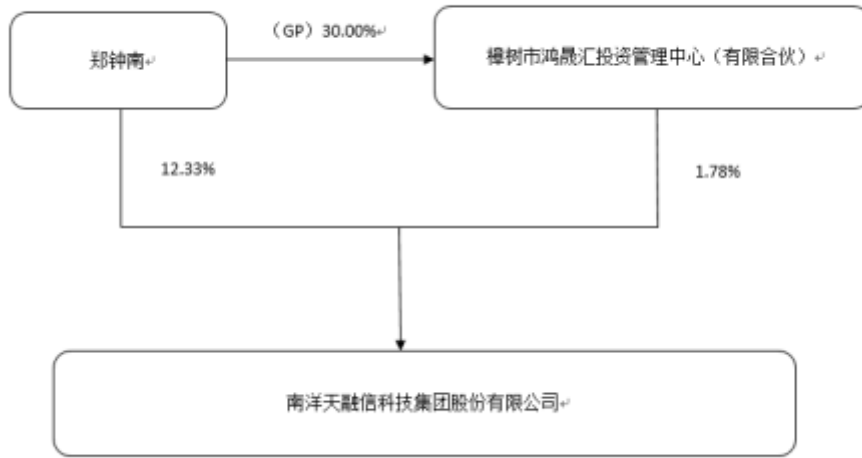 （GP）30.00%
郑钟南
樟树市鸿晟汇投资管理中心（有限合伙）
12.33%
1.78%
南洋天融信科技集团股份有限公司